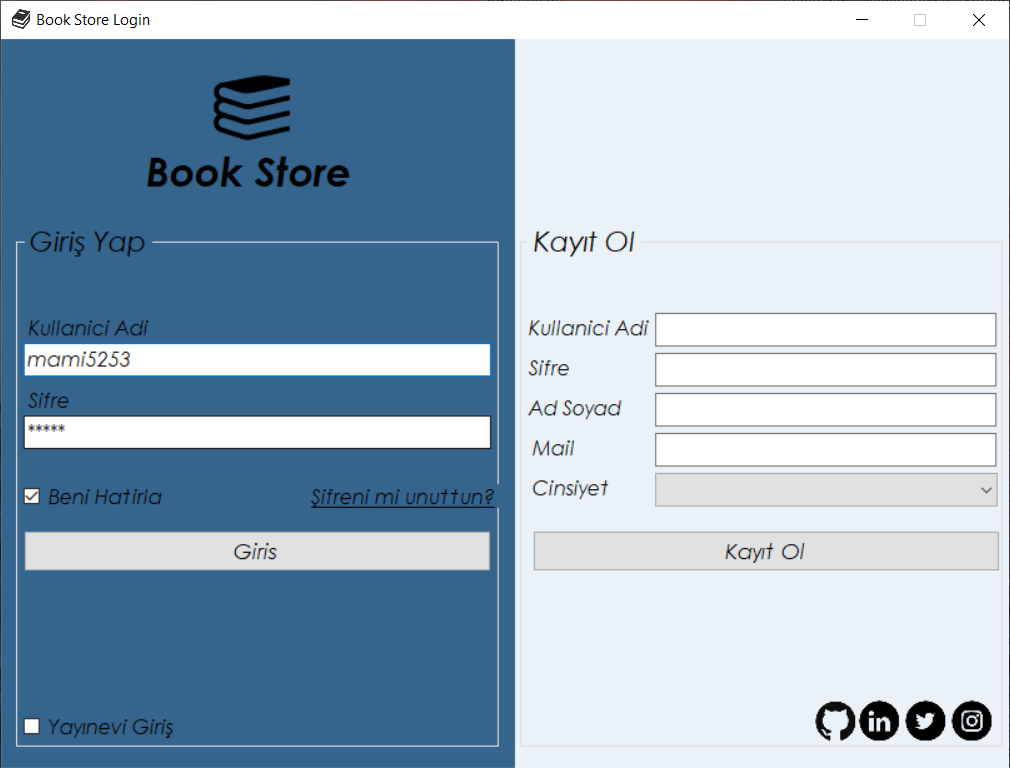 Book Store Login
Book Store
Giriş Yap
Kullanici Adi
mami5253
Sifre
*****
Beni Hatirla
Şifreni mi unuttun?
Giris
Yayınevi Giriş
Kayıt Ol
Kullanici Adi
Sifre
Ad Soyad
Mail
Cinsiyet
Kayıt Ol
in